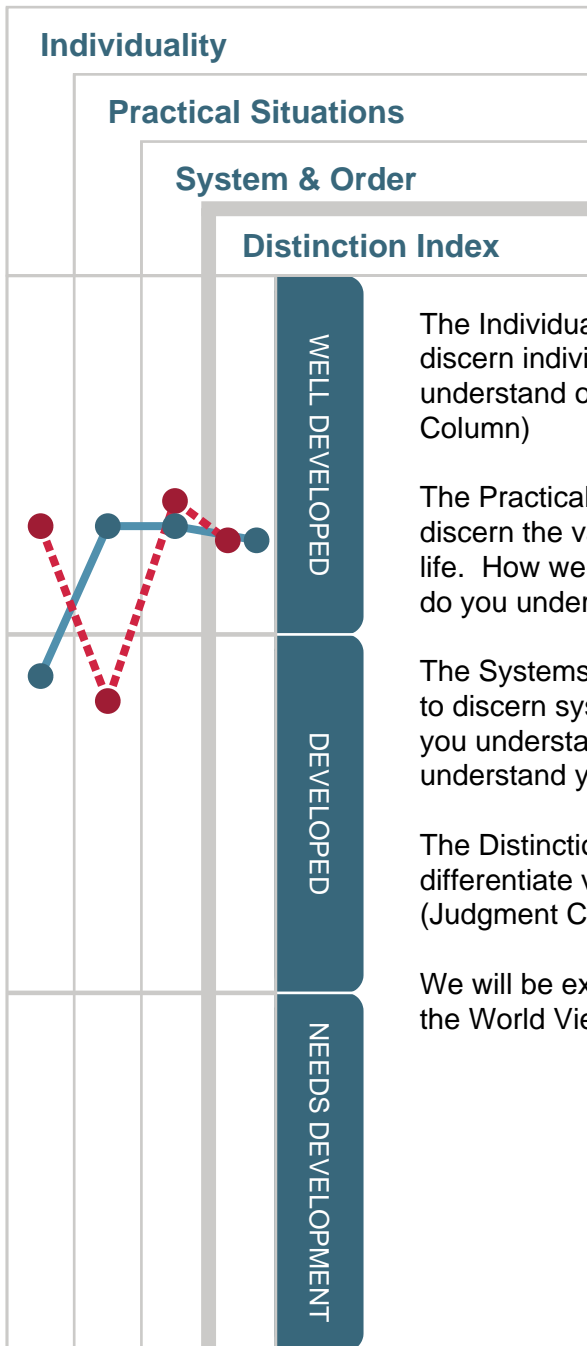 Individuality
Practical Situations
System & Order
Distinction Index
WELL DEVELOPED
The Individua
discern indivi
understand o
Column)
The Practical
discern the v
life. How we
do you under
The Systems
to discern sys
you understa
understand y
DEVELOPED
The Distinctio
differentiate v
(Judgment C
We will be ex
the World Vie
NEEDS DEVELOPMENT